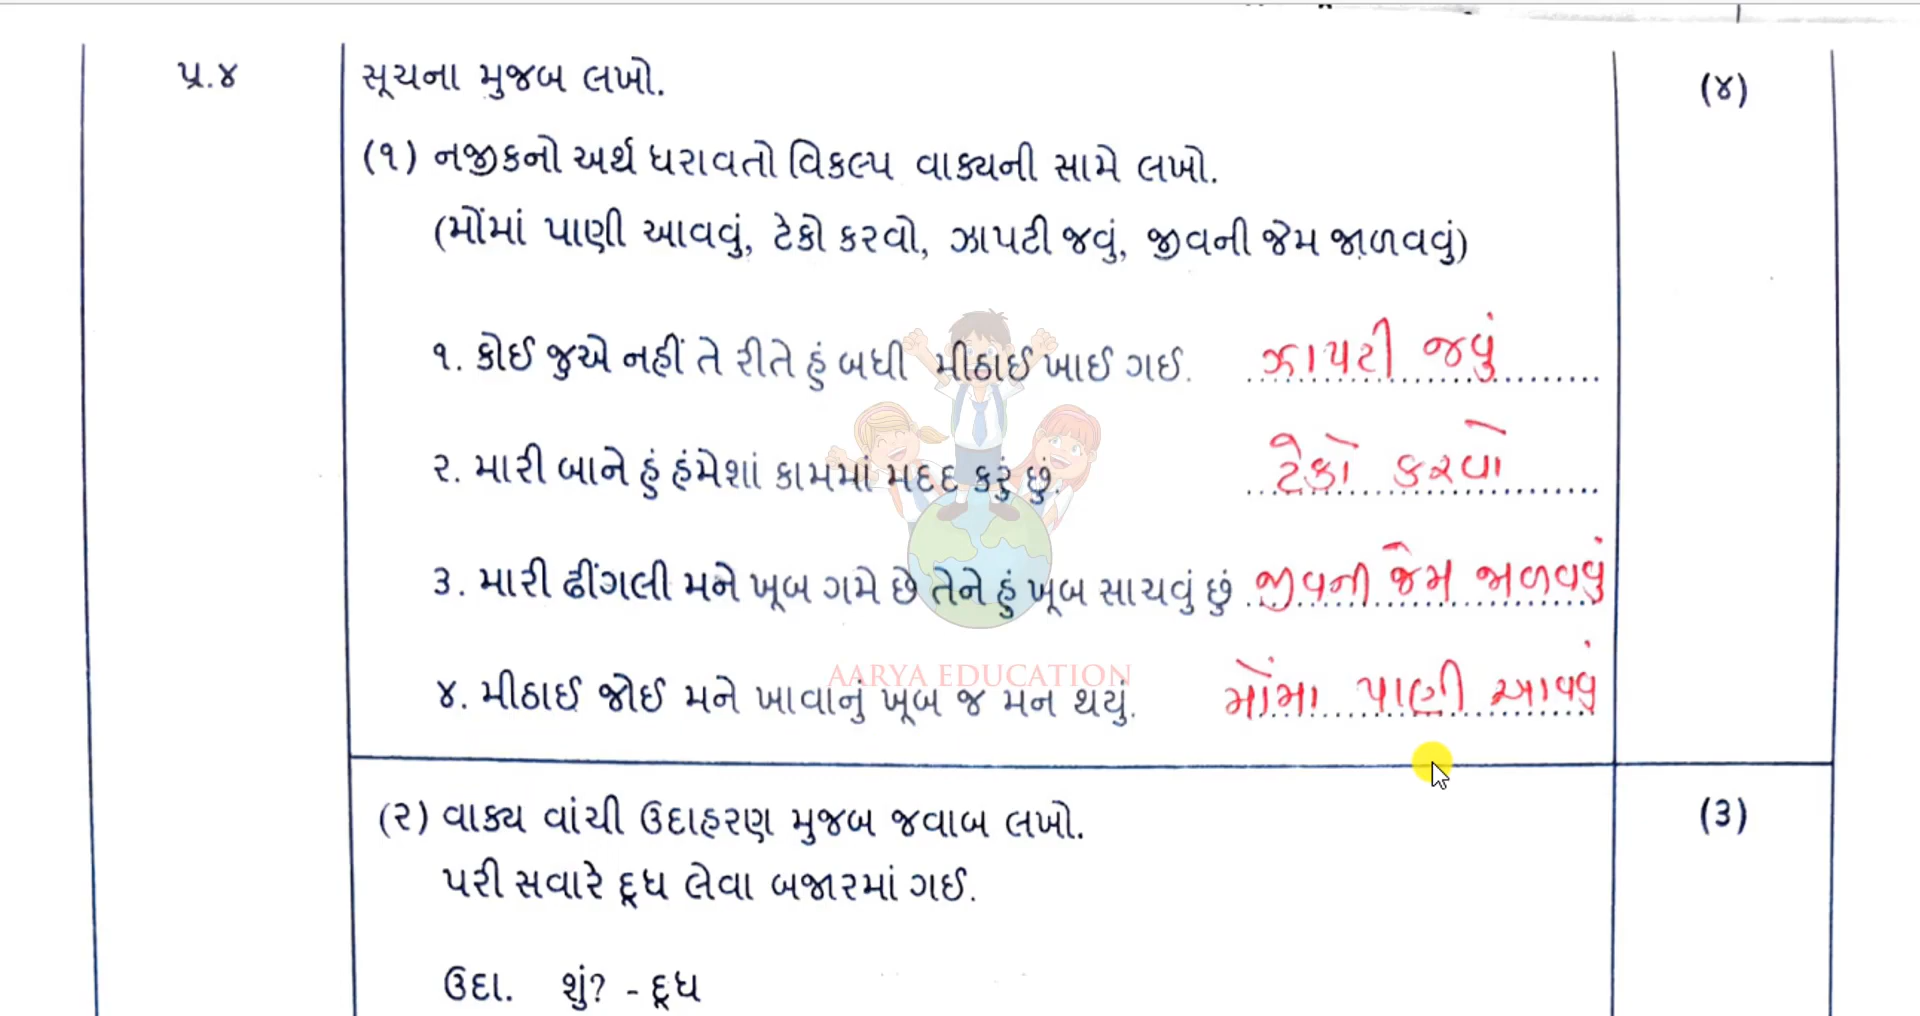 પ્ર.૪ સૂચના મુજબ લખો. (૪)
(૧) નજીકનો અર્થ ધરાવતો વિકલ્પ વાક્યની સામે લખો.
(મોંમાં પાણી આવવું, ટેકો કરવો, ઝાપટી જવું, જીવની જેમ જાળવવું)
૧. કોઈ જુએ નહીં તે રીતે હું બધી મીઠાઈ ખાઈ ગઈ. ઝાપટી જવું
૨. મારી બાને હું હંમેશાં કામમાં મદદ કરું છું. ટેકો કરવો
૩. મારી ઢીંગલી મને ખૂબ ગમે છે તેને હું ખૂબ સાચવું છું જીવની જેમ જાળવવું
AARYA EDUCATION
૪. મીઠાઈ જોઈ મને ખાવાનું ખૂબ જ મન થયું. મોંમા પાણી આવવું
(૨) વાક્ય વાંચી ઉદાહરણ મુજબ જવાબ લખો. (૩)
પરી સવારે દૂધ લેવા બજારમાં ગઈ.
ઉદા. શું? - દૂધ